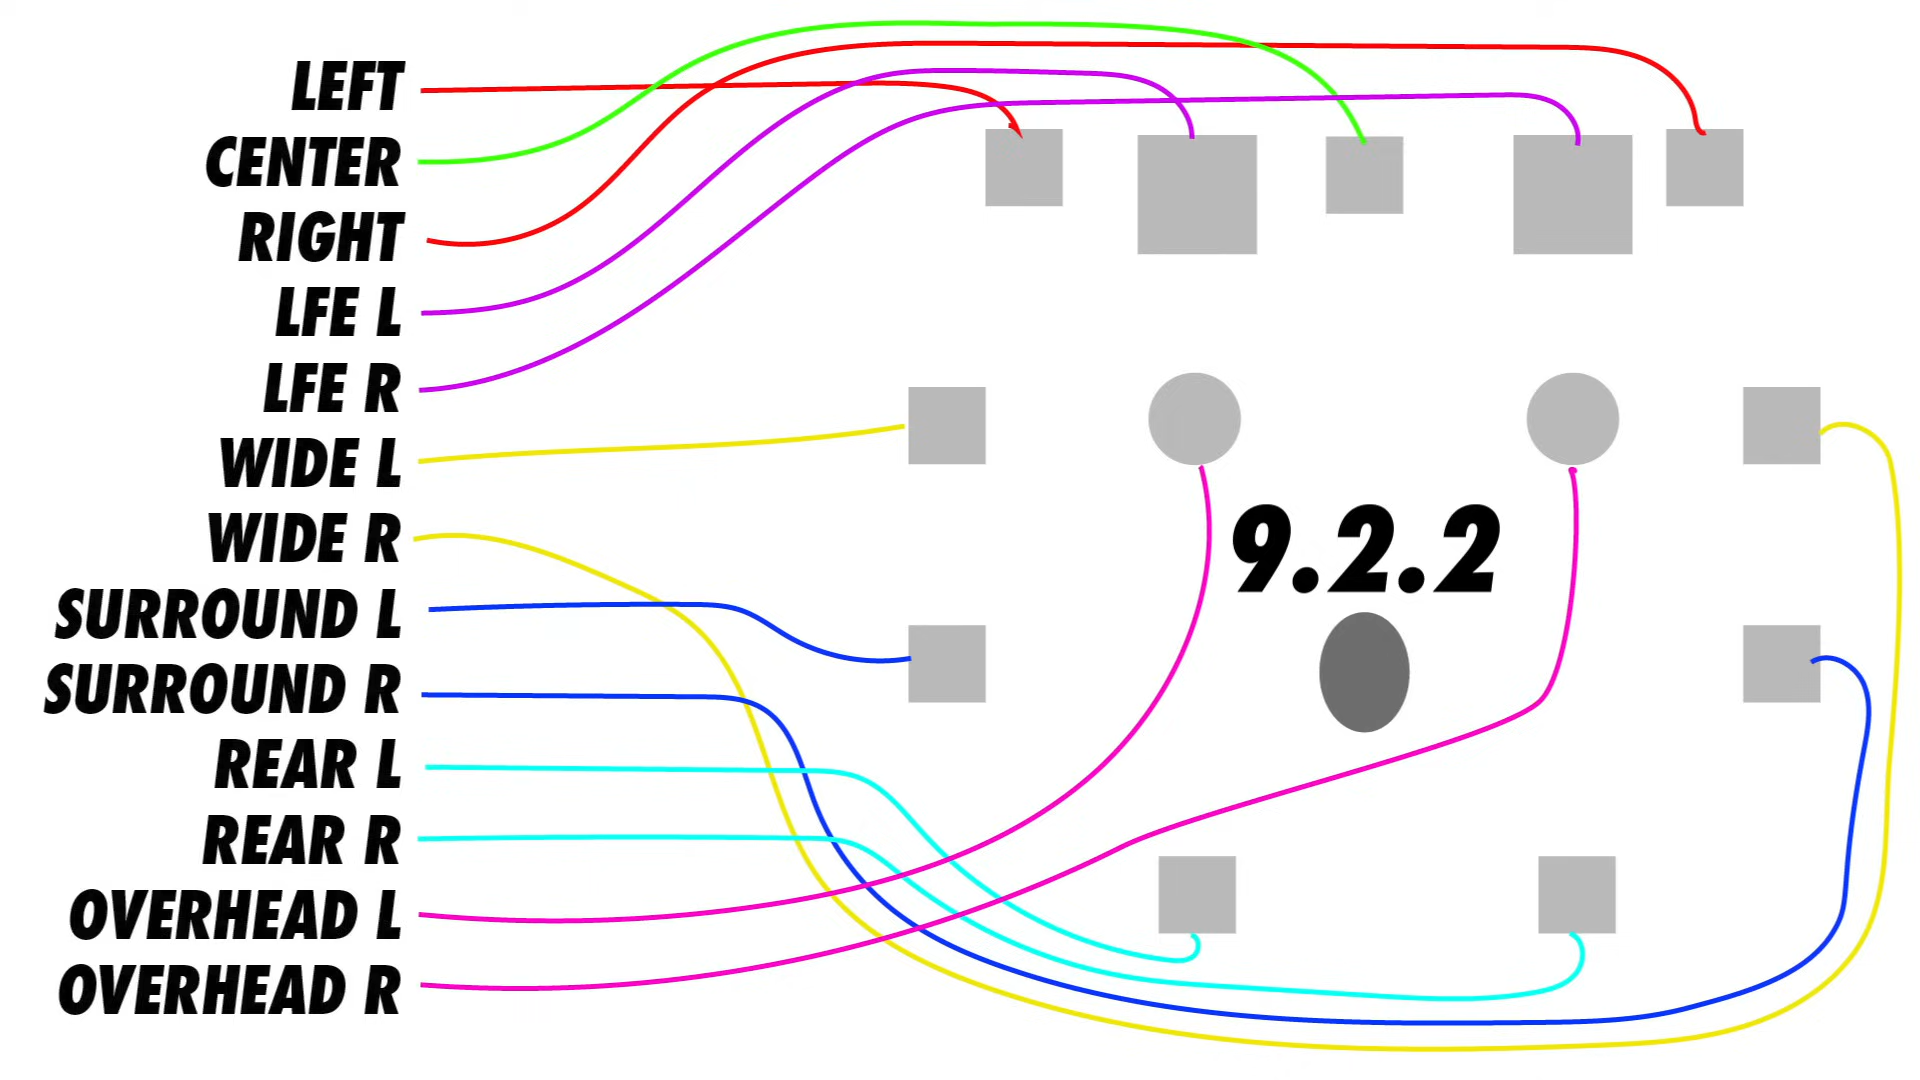 LEFT
CENTER
RIGHT
LFE L
LFE R
WIDE L
WIDE R
SURROUND L
SURROUND R
REAR L
REAR R
OVERHEAD L
OVERHEAD R
9.2.2